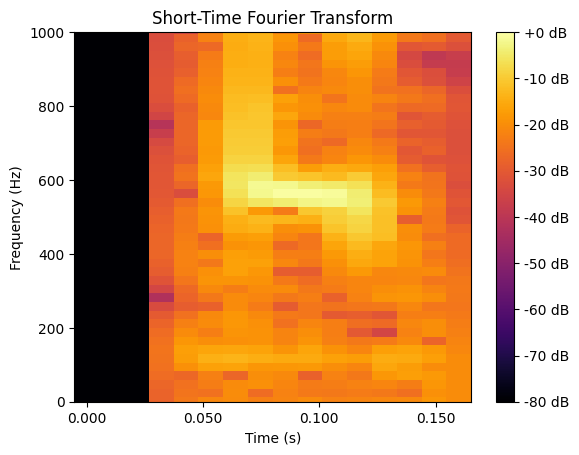 Short-Time Fourier Transform
1000
800
600
400
200
0
Frequency (Hz)
0.000
0.050
0.100
0.150
Time (s)
+0 dB
-10 dB
-20 dB
-30 dB
-40 dB
-50 dB
-60 dB
-70 dB
-80 dB